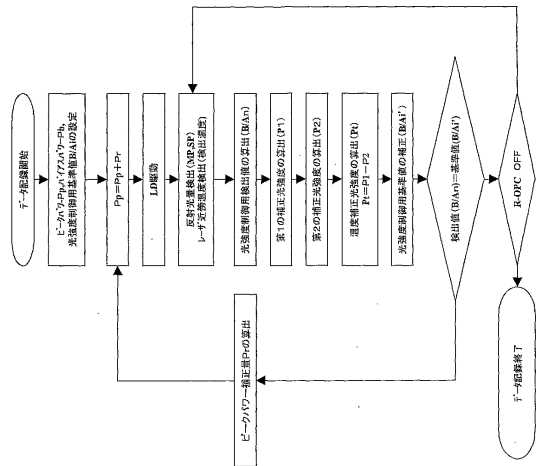 データ記録開始
ピークパワーPp,バイアスパワーPb,
光強度制御用基準値B/Aiの設定
Pp=Pp+Pr
LD駆動
反射光量検出(MP,SP)
レーザ近傍温度検出(検出温度)
光強度制御用検出値の算出(B/An)
第1の補正光強度の算出(P1)
第2の補正光強度の算出(P2)
温度補正光強度の算出(Pt)
Pt=P1-P2
光強度制御用基準値の補正(B/Ai')
検出値(B/An)=基準値(B/Ai')
ピークパワー補正量Prの算出
R-OPC OFF
データ記録終了